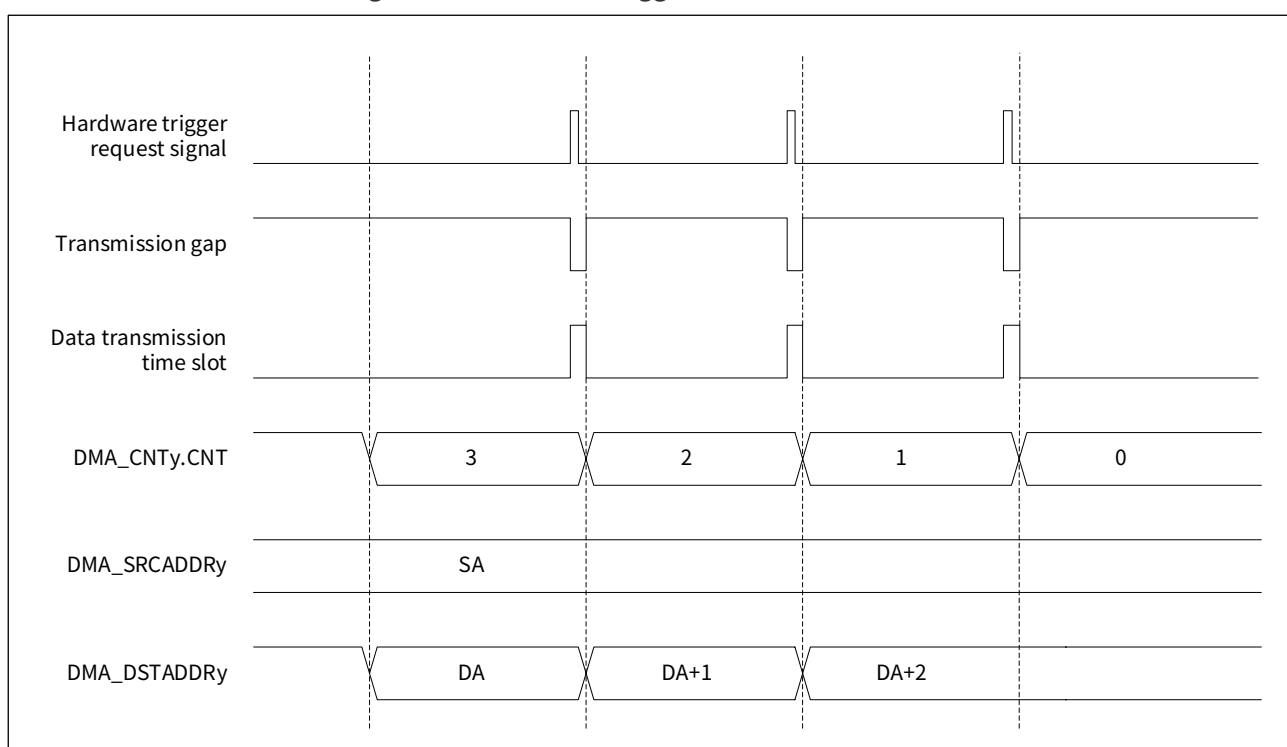 Hardware trigger
request signal
Transmission gap
Data transmission
time slot
DMA_CNTy.CNT 3 2 1 0
DMA_SRCADDRy SA
DMA_DSTADDRy DA DA+1 DA+2